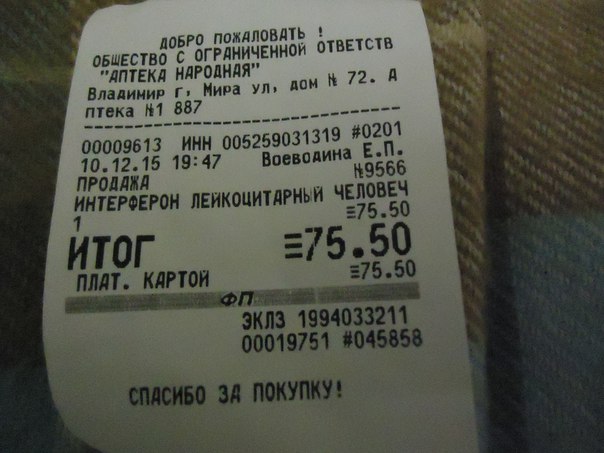 ДОБРО ПОЖАЛОВАТЬ !
ОБЩЕСТВО С ОГРАНИЧЕННОЙ ОТВЕТСТВ
"АПТЕКА НАРОДНАЯ"
Владимир г, Мира ул, дом № 72. А
птека №1 887
00009613 ИНН 005259031319 #0201
10.12.15 19:47 Воеводина Е.П.
№9566
ПРОДАЖА
ИНТЕРФЕРОН ЛЕЙКОЦИТАРНЫЙ ЧЕЛОВЕЧ
1 ≡75.50
ИТОГ ≡75.50
ПЛАТ. КАРТОЙ ≡75.50
ФП
ЭКЛЗ 1994033211
00019751 #045858
СПАСИБО ЗА ПОКУПКУ!